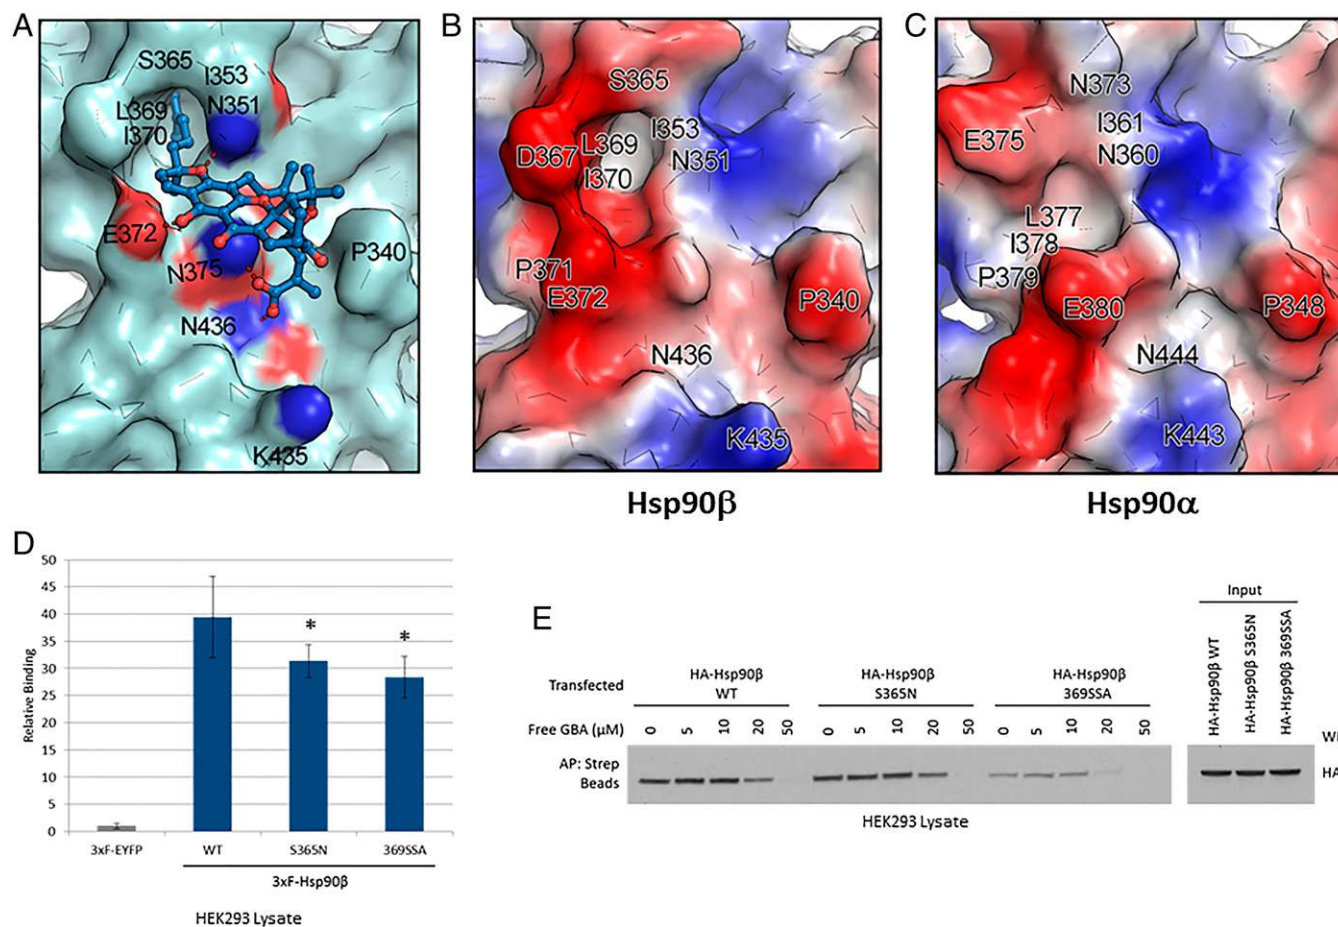 A
S365
I353
L369
N351
I370
E372
N375
P340
N436
K435
B
S365
I353
D367
L369
N351
I370
P371
E372
P340
N436
K435
Hsp90β
C
N373
I361
E375
N360
L377
I378
P379
E380
P348
N444
K443
Hsp90α
D
50
45
40
35
30
25
20
15
10
5
0
Relative Binding
*
*
3xF-EYFP WT S365N 369SSA
3xF-Hsp90β
HEK293 Lysate
E
Transfected
HA-Hsp90β
WT
HA-Hsp90β
S365N
HA-Hsp90β
369SSA
Free GBA (μM) 0 5 10 20 50 0 5 10 20 50 0 5 10 20 50
AP: Strep
Beads
HEK293 Lysate
Input
HA-Hsp90β WT
HA-Hsp90β S365N
HA-Hsp90β 369SSA
HA